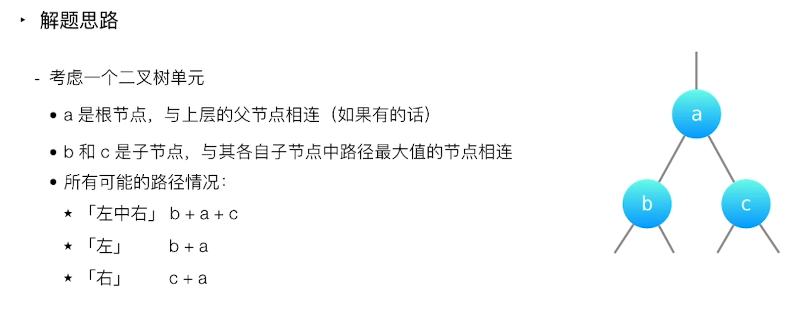 ‣ 解题思路
- 考虑一个二叉树单元
• a 是根节点，与上层的父节点相连（如果有的话）
• b 和 c 是子节点，与其各自子节点中路径最大值的节点相连
• 所有可能的路径情况：
★ 「左中右」 b + a + c
★ 「左」 b + a
★ 「右」 c + a
a
b
c